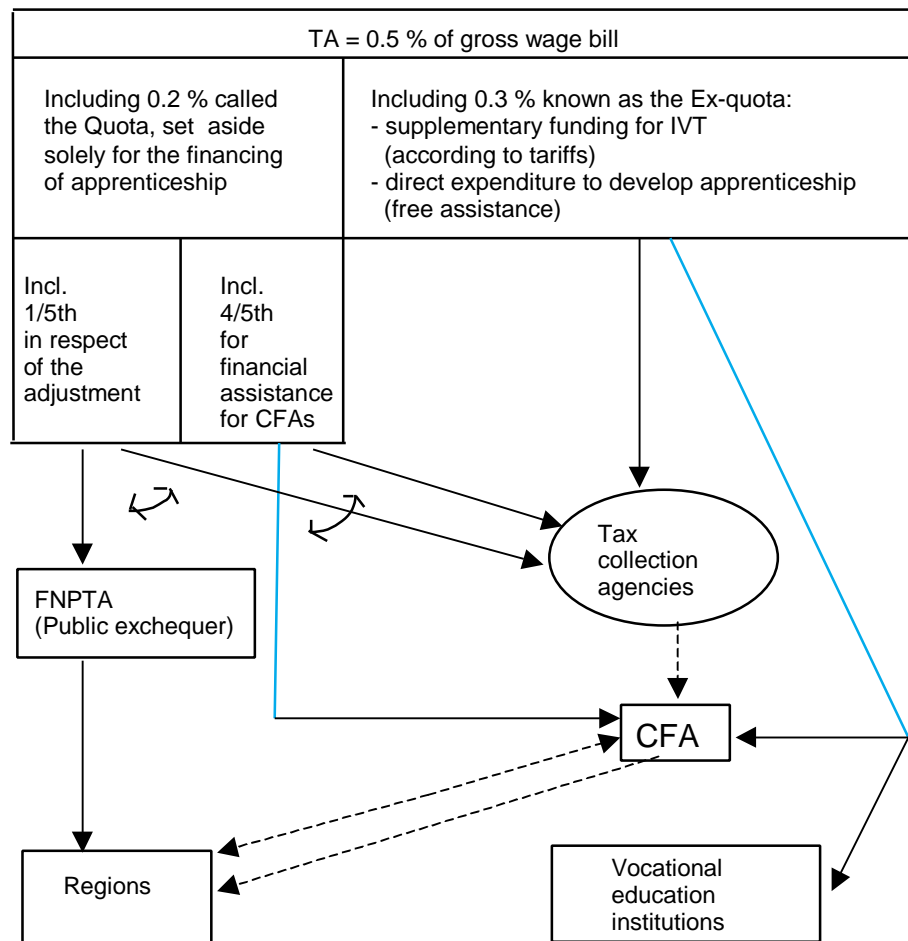 TA = 0.5 % of gross wage bill
Including 0.2 % called
the Quota, set aside
solely for the financing
of apprenticeship
Including 0.3 % known as the Ex-quota:
- supplementary funding for IVT
(according to tariffs)
- direct expenditure to develop apprenticeship
(free assistance)
Incl.
1/5th
in respect
of the
adjustment
Incl.
4/5th
for
financial
assistance
for CFAs
Tax
collection
agencies
FNPTA
(Public exchequer)
CFA
Regions
Vocational
education
institutions